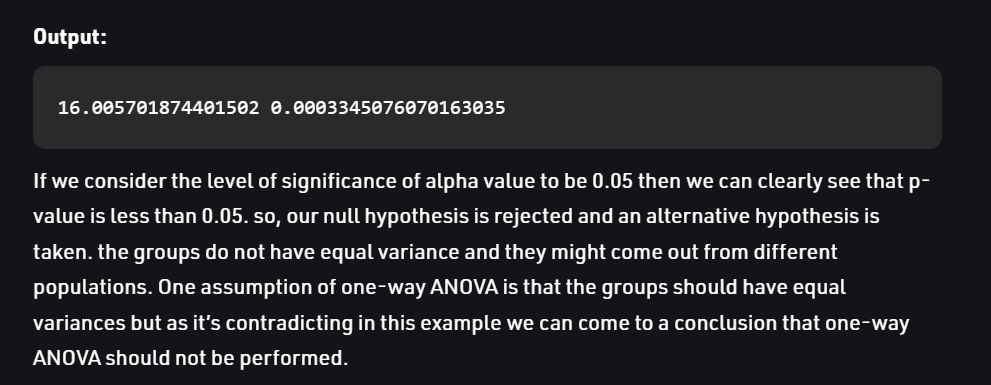 Output:
16.005701874401502 0.0003345076070163035
If we consider the level of significance of alpha value to be 0.05 then we can clearly see that p-
value is less than 0.05. so, our null hypothesis is rejected and an alternative hypothesis is
taken. the groups do not have equal variance and they might come out from different
populations. One assumption of one-way ANOVA is that the groups should have equal
variances but as it’s contradicting in this example we can come to a conclusion that one-way
ANOVA should not be performed.